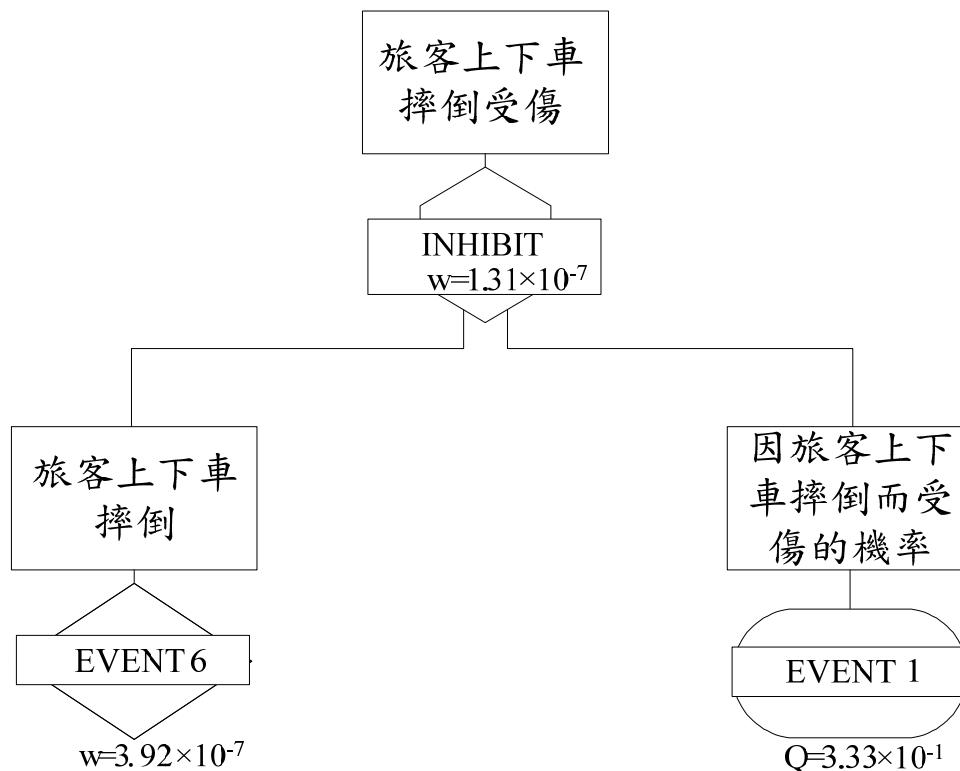 旅客上下車
摔倒受傷
INHIBIT
w=1.31×10⁻⁷
旅客上下車
摔倒
EVENT 6
w=3.92×10⁻⁷
因旅客上下
車摔倒而受
傷的機率
EVENT 1
Q=3.33×10⁻¹